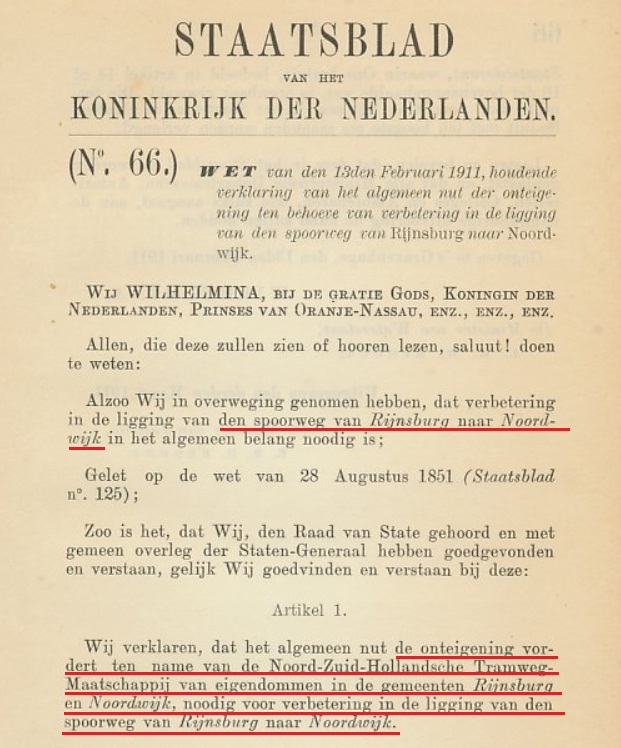 STAATSBLAD
VAN HET
KONINKRIJK DER NEDERLANDEN.
(N°. 66.) WET van den 13den Februari 1911, houdende
verklaring van het algemeen nut der onteige-
ning ten behoeve van verbetering in de ligging
van den spoorweg van Rijnsburg naar Noord-
wijk.
WIJ WILHELMINA, BIJ DE GRATIE GODS, KONINGIN DER
NEDERLANDEN, PRINSES VAN ORANJE-NASSAU, ENZ., ENZ., ENZ.
Allen, die deze zullen zien of hooren lezen, saluut! doen
te weten:
Alzoo Wij in overweging genomen hebben, dat verbetering
in de ligging van den spoorweg van Rijnsburg naar Noord-
wijk in het algemeen belang noodig is;
Gelet op de wet van 28 Augustus 1851 (Staatsblad
n°. 125);
Zoo is het, dat Wij, den Raad van State gehoord en met
gemeen overleg der Staten-Generaal hebben goedgevonden
en verstaan, gelijk Wij goedvinden en verstaan bij deze:
Artikel 1.
Wij verklaren, dat het algemeen nut de onteigening vor-
dert ten name van de Noord-Zuid-Hollandsche Tramweg-
Maatschappij van eigendommen in de gemeenten Rijnsburg
en Noordwijk, noodig voor verbetering in de ligging van den
spoorweg van Rijnsburg naar Noordwijk.